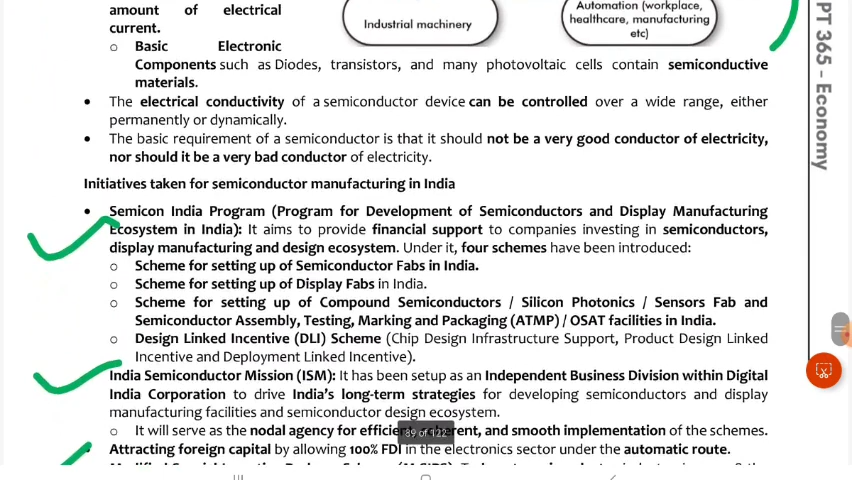 amount of electrical
current.
Industrial machinery
Automation (workplace,
healthcare, manufacturing
etc)
o Basic Electronic
Components such as Diodes, transistors, and many photovoltaic cells contain semiconductive
materials.
• The electrical conductivity of a semiconductor device can be controlled over a wide range, either
permanently or dynamically.
• The basic requirement of a semiconductor is that it should not be a very good conductor of electricity,
nor should it be a very bad conductor of electricity.
Initiatives taken for semiconductor manufacturing in India
• Semicon India Program (Program for Development of Semiconductors and Display Manufacturing
Ecosystem in India): It aims to provide financial support to companies investing in semiconductors,
display manufacturing and design ecosystem. Under it, four schemes have been introduced:
o Scheme for setting up of Semiconductor Fabs in India.
o Scheme for setting up of Display Fabs in India.
o Scheme for setting up of Compound Semiconductors / Silicon Photonics / Sensors Fab and
Semiconductor Assembly, Testing, Marking and Packaging (ATMP) / OSAT facilities in India.
o Design Linked Incentive (DLI) Scheme (Chip Design Infrastructure Support, Product Design Linked
Incentive and Deployment Linked Incentive).
India Semiconductor Mission (ISM): It has been setup as an Independent Business Division within Digital
India Corporation to drive India's long-term strategies for developing semiconductors and display
manufacturing facilities and semiconductor design ecosystem.
o It will serve as the nodal agency for efficient, coherent, and smooth implementation of the schemes.
89 of 122
Attracting foreign capital by allowing 100% FDI in the electronics sector under the automatic route.
PT 365 - Economy